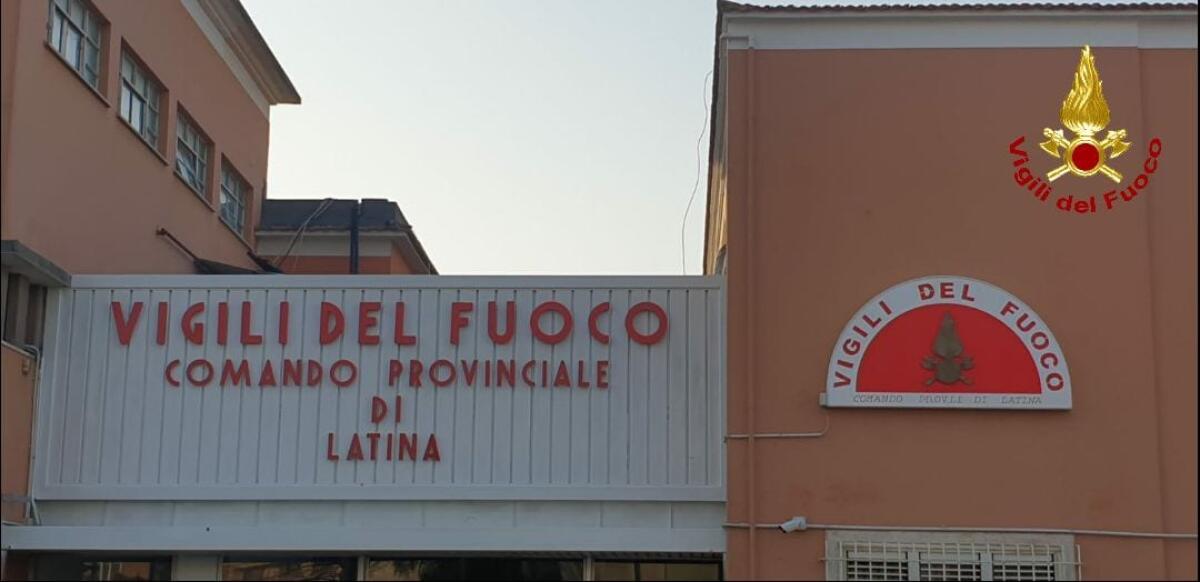 VIGILI DEL FUOCO
COMANDO PROVINCIALE
DI
LATINA
Vigili del Fuoco
VIGILI DEL FUOCO
COMANDO PROV.LE DI LATINA